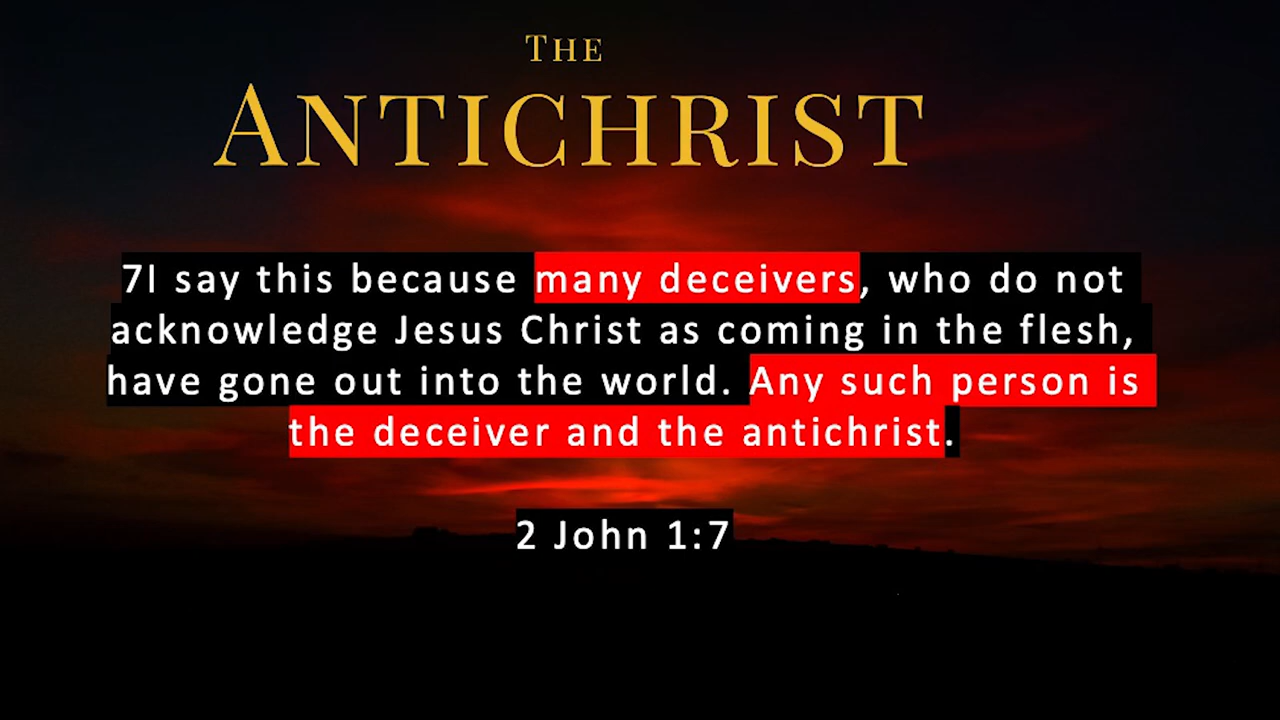 The
Antichrist
7I say this because many deceivers, who do not
acknowledge Jesus Christ as coming in the flesh,
have gone out into the world. Any such person is
the deceiver and the antichrist.
2 John 1:7